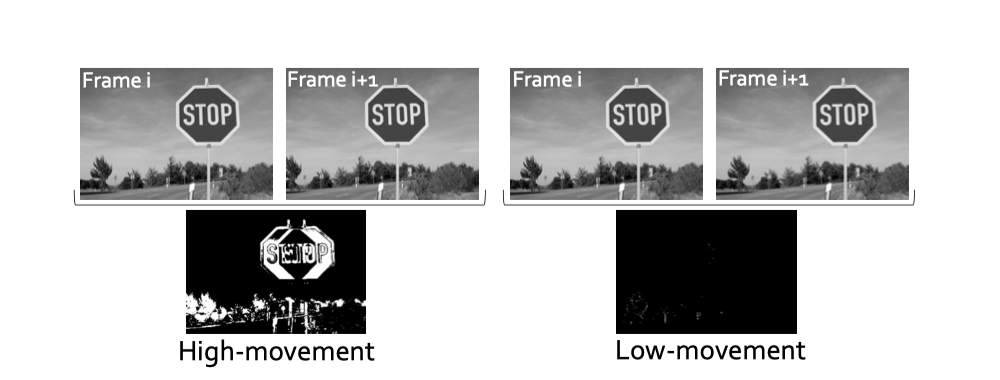 Frame i
Frame i+1
Frame i
Frame i+1
STOP
STOP
STOP
STOP
High-movement
Low-movement